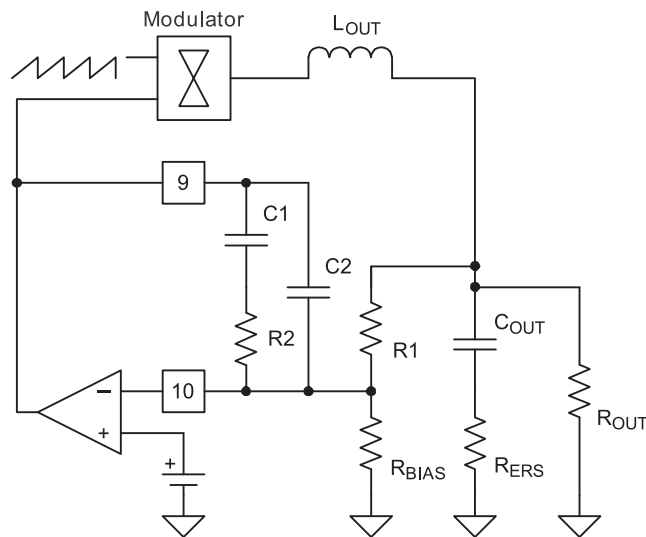 Modulator
LOUT
9
C1
C2
R2
R1
COUT
10
ROUT
RBIAS
RERS